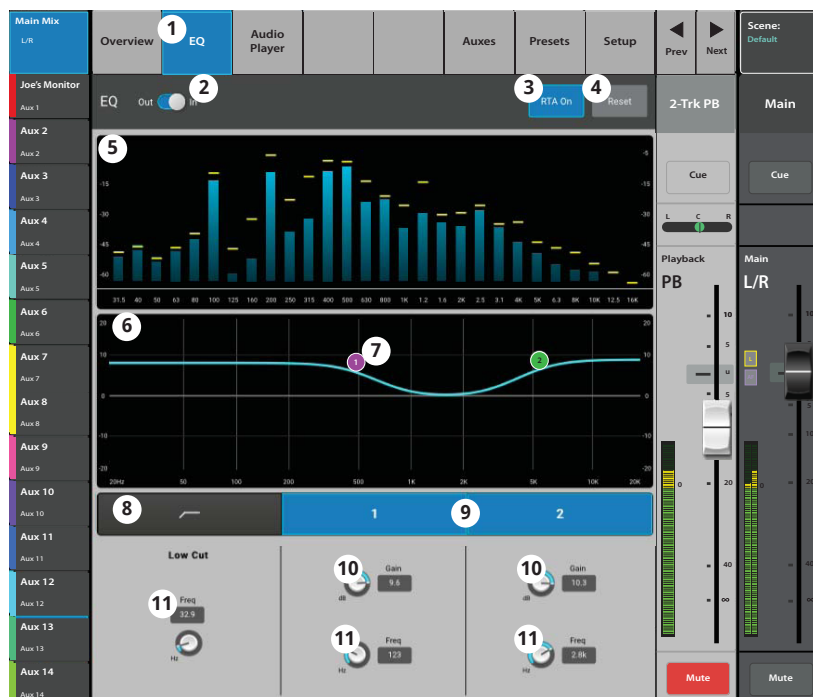 Main Mix
L/R
Overview
EQ
Audio
Player
Auxes
Presets
Setup
Prev
Next
Scene:
Default
1
Joe's Monitor
Aux 1
Aux 2
Aux 2
Aux 3
Aux 3
Aux 4
Aux 4
Aux 5
Aux 5
Aux 6
Aux 6
Aux 7
Aux 7
Aux 8
Aux 8
Aux 9
Aux 9
Aux 10
Aux 10
Aux 11
Aux 11
Aux 12
Aux 12
Aux 13
Aux 13
Aux 14
Aux 14
EQ
Out
In
2
3
RTA On
4
Reset
5
-5
-15 -15
-30 -30
-45 -45
-60 -60
31.5 40 50 63 80 100 125 160 200 250 315 400 500 630 800 1K 1.2 1.6 2K 2.5 3.1 4K 5K 6.3 8K 10K 12.5 16K
6
20 20
10 10
0 0
-10 -10
-20 -20
1
7
2
20Hz 50 100 200 500 1K 2K 5K 10K 20K
8
1
9
2
Low Cut
11
Freq
32.9
Hz
10
Gain
9.6
dB
11
Freq
123
Hz
10
Gain
10.3
dB
11
Freq
2.8k
Hz
2-Trk PB
Cue
L C R
Playback
PB
10
5
u
5
0
20
40
∞
Mute
Main
Cue
Main
L/R
L
10
5
10
0
20
40
∞
Mute